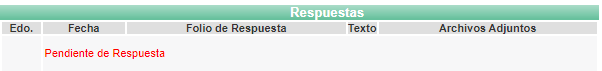 Respuestas
Edo. Fecha Folio de Respuesta Texto Archivos Adjuntos
Pendiente de Respuesta